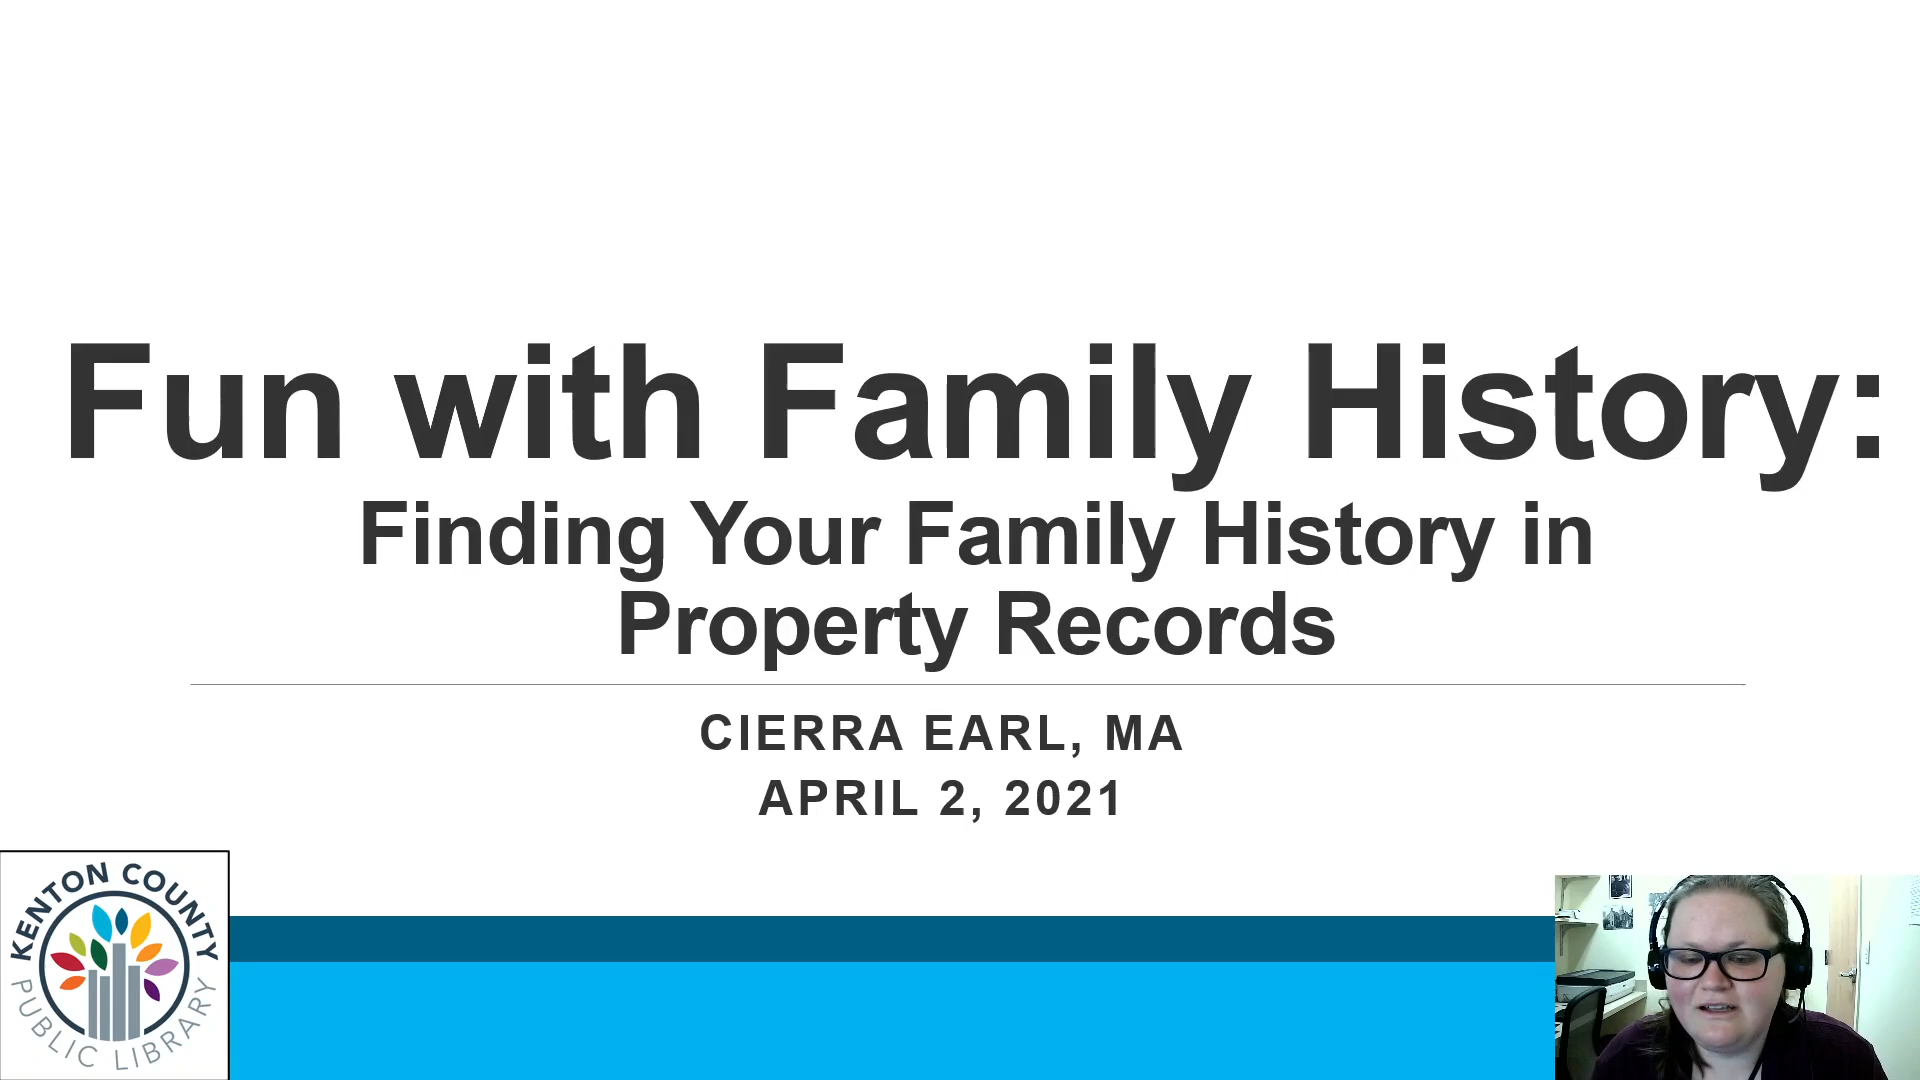 Fun with Family History:
Finding Your Family History in
Property Records
CIERRA EARL, MA
APRIL 2, 2021
KENTON COUNTY
PUBLIC LIBRARY